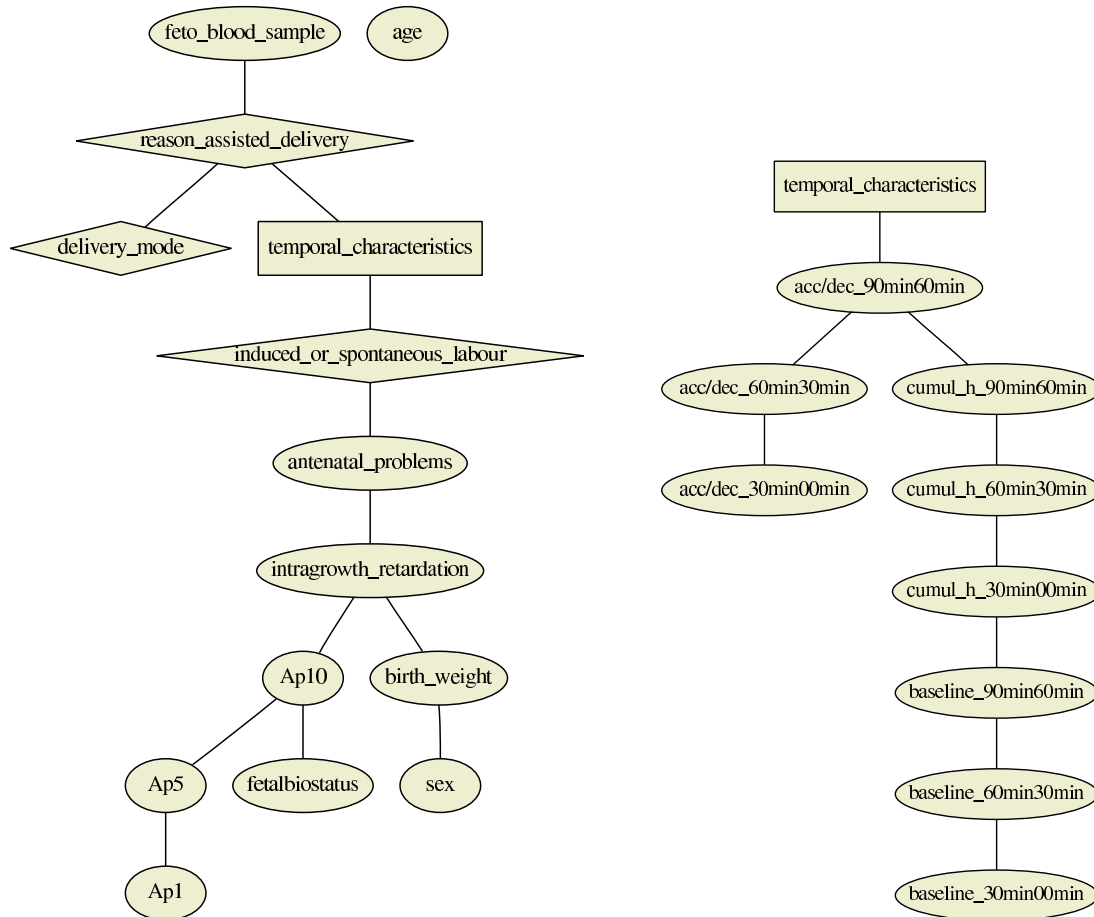 feto_blood_sample
age
reason_assisted_delivery
delivery_mode
temporal_characteristics
induced_or_spontaneous_labour
antenatal_problems
intragrowth_retardation
Ap10
birth_weight
Ap5
fetalbiostatus
sex
Ap1
temporal_characteristics
acc/dec_90min60min
acc/dec_60min30min
cumul_h_90min60min
acc/dec_30min00min
cumul_h_60min30min
cumul_h_30min00min
baseline_90min60min
baseline_60min30min
baseline_30min00min